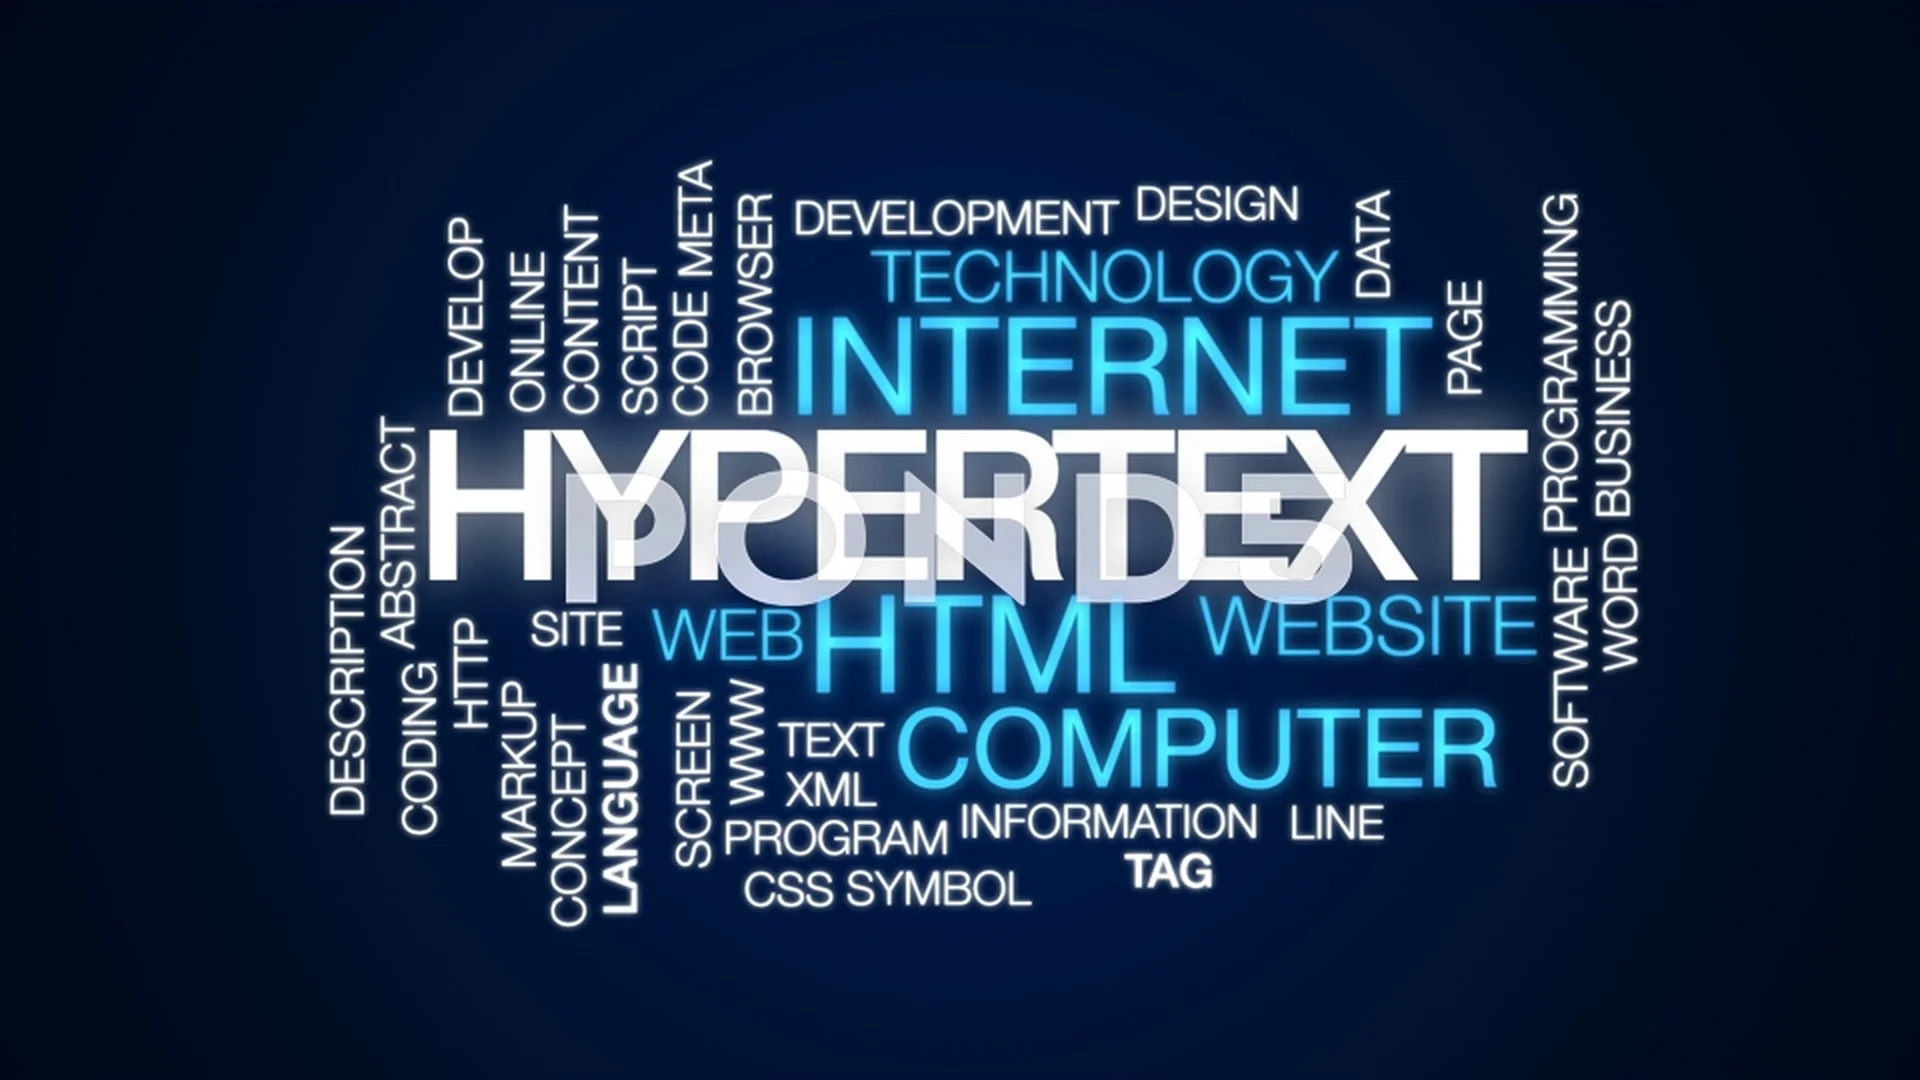 DEVELOP
ONLINE
CONTENT
SCRIPT
CODE META
BROWSER
DEVELOPMENT
DESIGN
TECHNOLOGY
DATA
INTERNET
PAGE
SOFTWARE PROGRAMMING
WORD BUSINESS
HYPERTEXT
POND5
ABSTRACT
DESCRIPTION
CODING
HTTP
SITE
WEB
HTML
WEBSITE
MARKUP
CONCEPT
LANGUAGE
SCREEN
WWW
TEXT
COMPUTER
XML
PROGRAM
INFORMATION
LINE
CSS SYMBOL
TAG